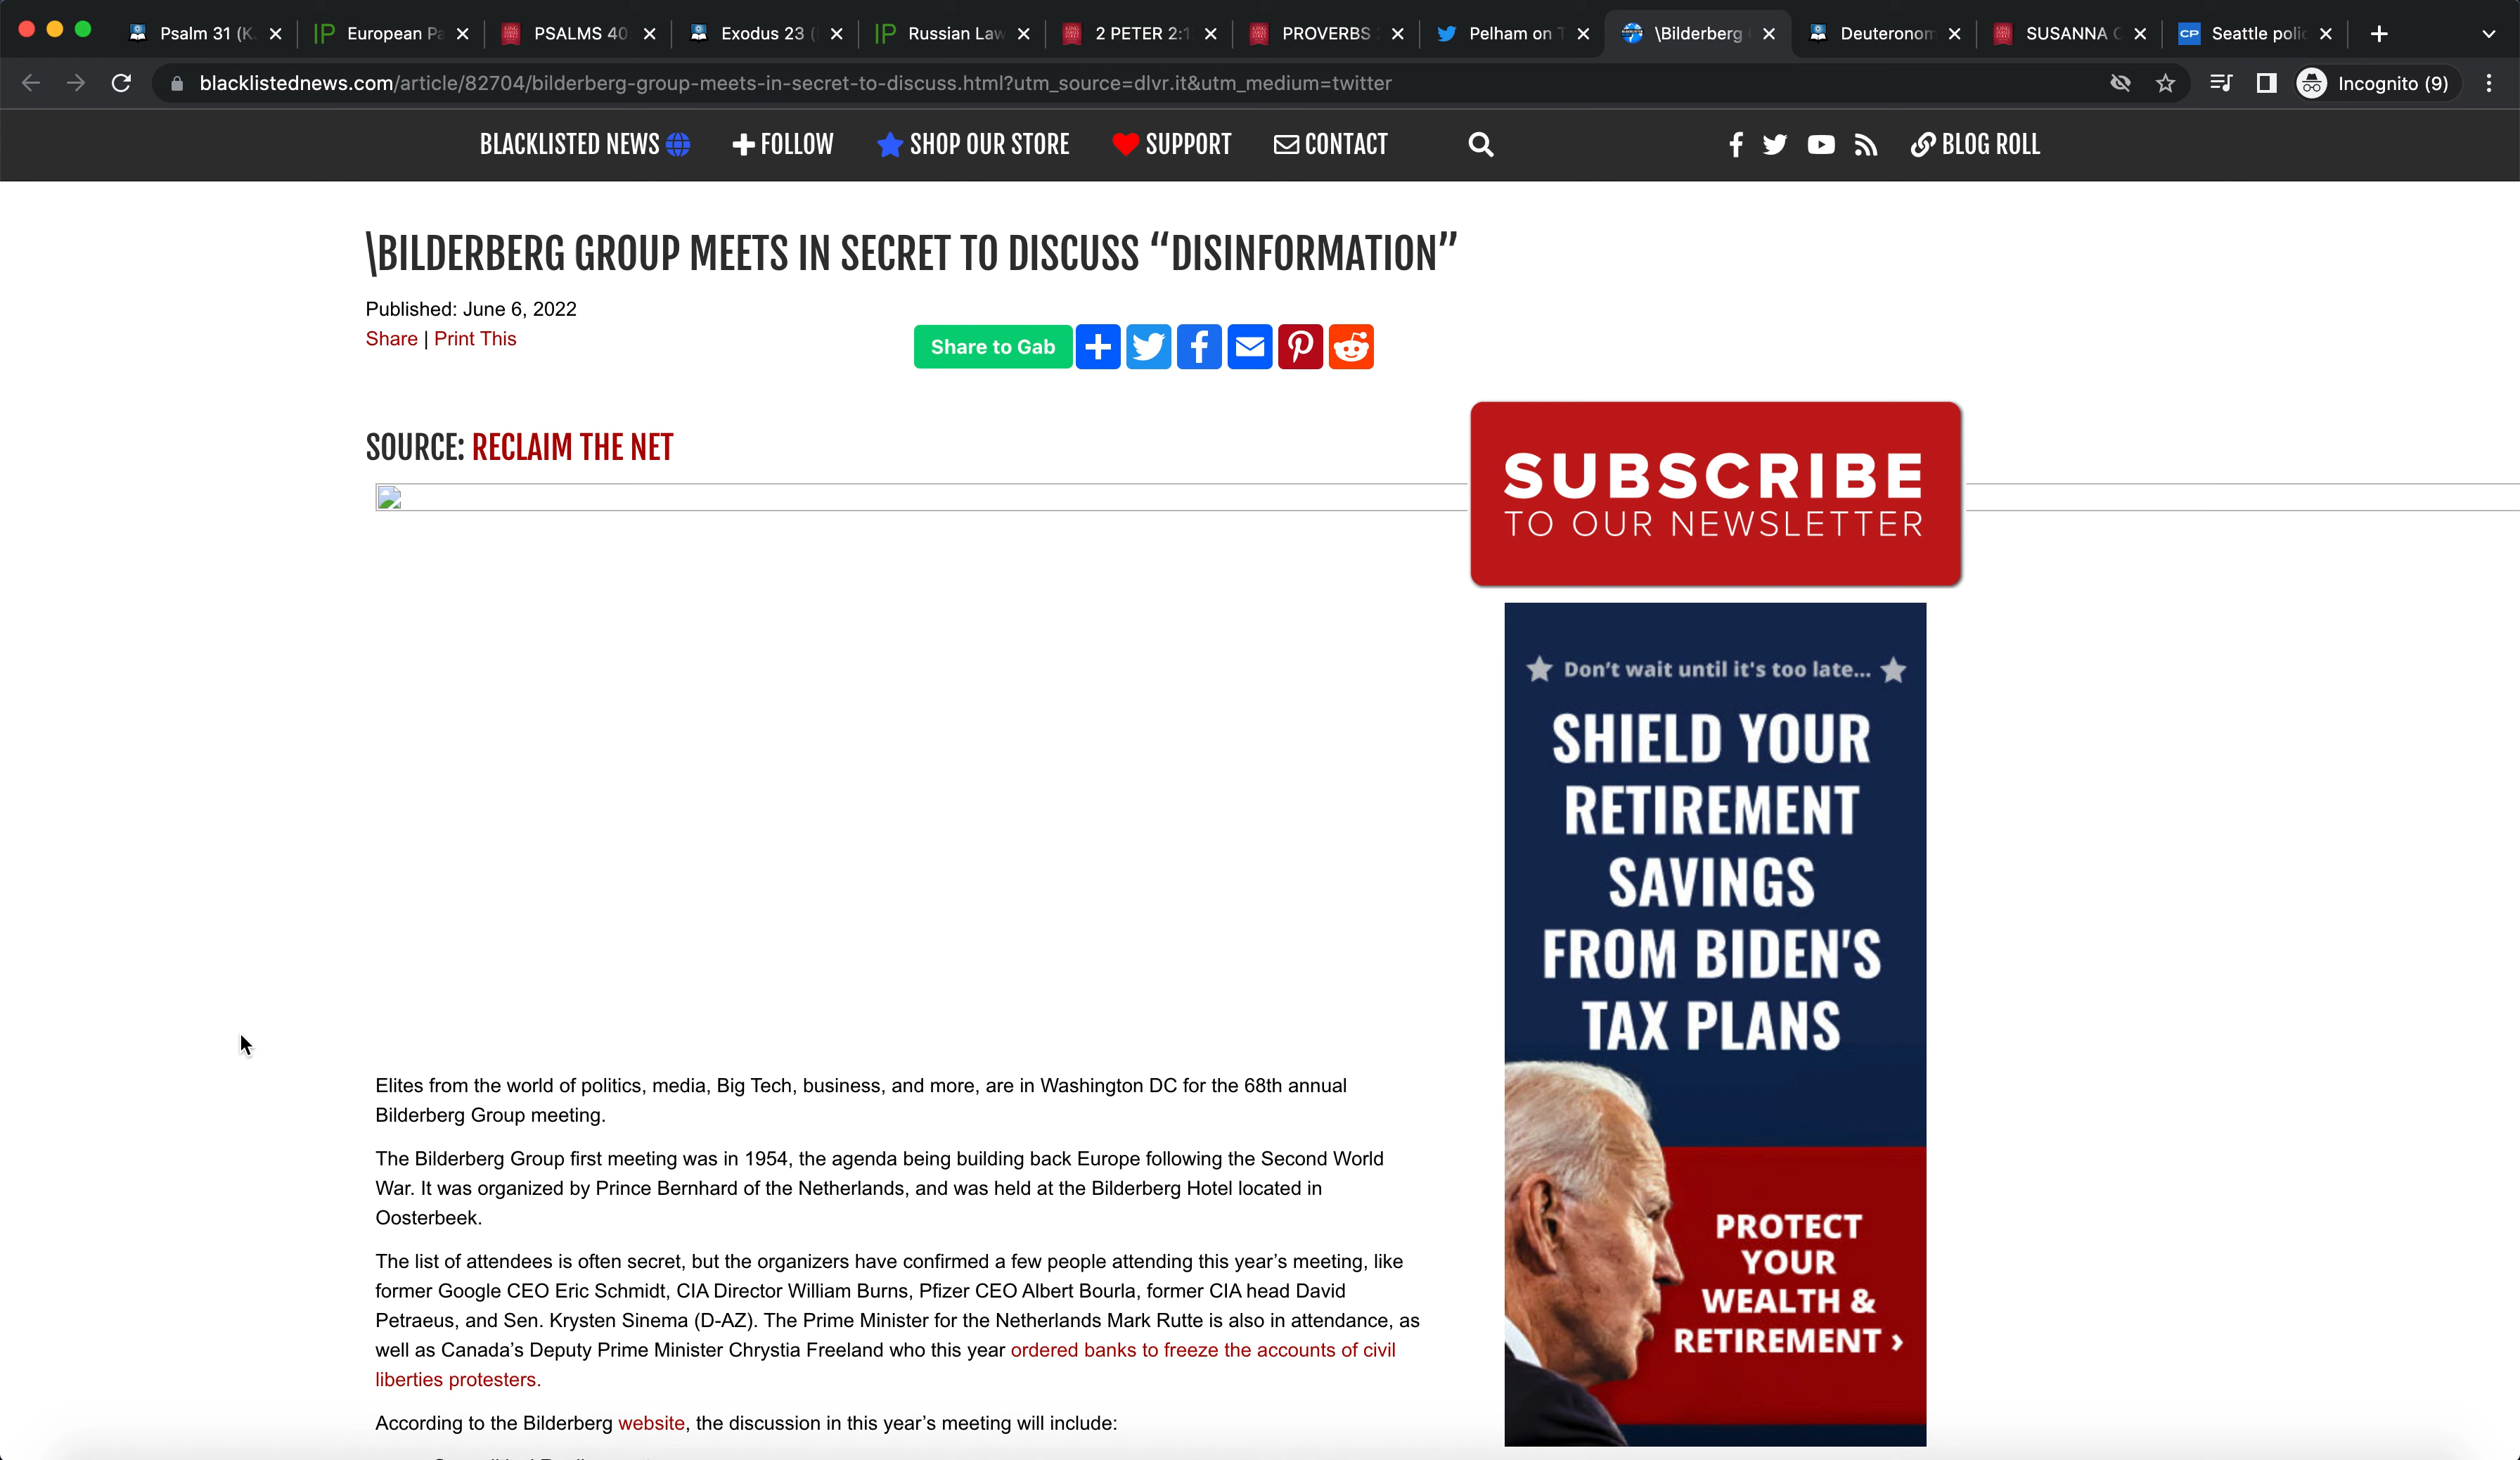 Psalm 31 (K
European Pa
PSALMS 40
Exodus 23 (
Russian Law
2 PETER 2:1
PROVERBS
Pelham on T
\Bilderberg
Deuteronom
SUSANNA C
CP Seattle polic
blacklistednews.com/article/82704/bilderberg-group-meets-in-secret-to-discuss.html?utm_source=dlvr.it&utm_medium=twitter
Incognito (9)
BLACKLISTED NEWS
FOLLOW
SHOP OUR STORE
SUPPORT
CONTACT
BLOG ROLL
\BILDERBERG GROUP MEETS IN SECRET TO DISCUSS “DISINFORMATION”
Published: June 6, 2022
Share | Print This
Share to Gab
SOURCE: RECLAIM THE NET
SUBSCRIBE
TO OUR NEWSLETTER
Don't wait until it's too late...
SHIELD YOUR
RETIREMENT
SAVINGS
FROM BIDEN'S
TAX PLANS
PROTECT
YOUR
WEALTH &
RETIREMENT ›
Elites from the world of politics, media, Big Tech, business, and more, are in Washington DC for the 68th annual
Bilderberg Group meeting.
The Bilderberg Group first meeting was in 1954, the agenda being building back Europe following the Second World
War. It was organized by Prince Bernhard of the Netherlands, and was held at the Bilderberg Hotel located in
Oosterbeek.
The list of attendees is often secret, but the organizers have confirmed a few people attending this year’s meeting, like
former Google CEO Eric Schmidt, CIA Director William Burns, Pfizer CEO Albert Bourla, former CIA head David
Petraeus, and Sen. Krysten Sinema (D-AZ). The Prime Minister for the Netherlands Mark Rutte is also in attendance, as
well as Canada’s Deputy Prime Minister Chrystia Freeland who this year ordered banks to freeze the accounts of civil
liberties protesters.
According to the Bilderberg website, the discussion in this year’s meeting will include: